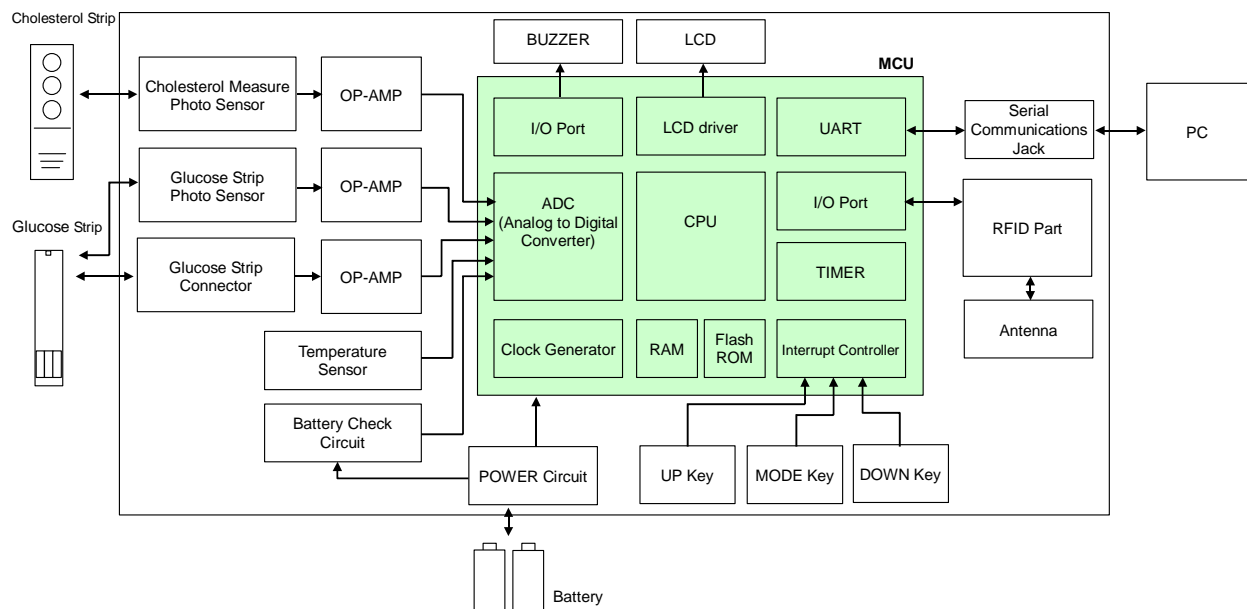 Cholesterol Strip
BUZZER
LCD
MCU
Cholesterol Measure
Photo Sensor
OP-AMP
I/O Port
LCD driver
UART
Serial
Communications
Jack
PC
Glucose Strip
Photo Sensor
OP-AMP
ADC
(Analog to Digital
Converter)
CPU
I/O Port
RFID Part
Glucose Strip
Glucose Strip
Connector
OP-AMP
TIMER
Antenna
Temperature
Sensor
Clock Generator
RAM
Flash
ROM
Interrupt Controller
Battery Check
Circuit
POWER Circuit
UP Key
MODE Key
DOWN Key
Battery